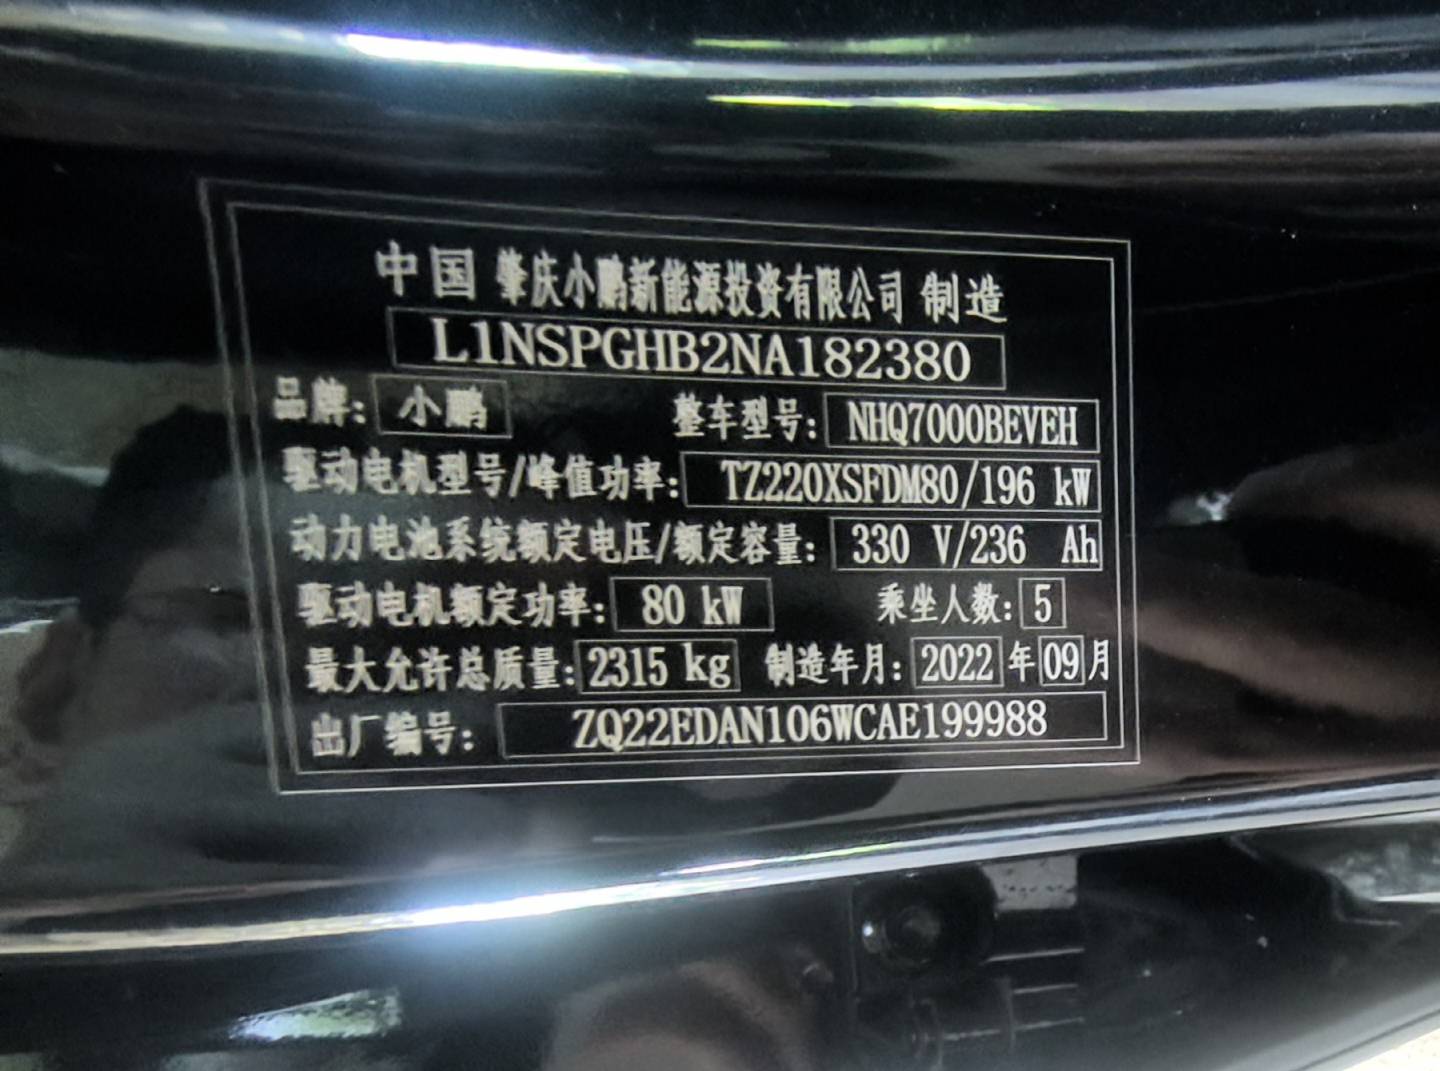 中国 肇庆小鹏新能源投资有限公司 制造
L1NSPGHB2NA182380
品牌: 小鹏 整车型号: NHQ7000BEVEH
驱动电机型号/峰值功率: TZ220XSFDM80/196 kW
动力电池系统额定电压/额定容量: 330 V/236 Ah
驱动电机额定功率: 80 kW 乘坐人数: 5
最大允许总质量: 2315 kg 制造年月: 2022 年 09 月
出厂编号: ZQ22EDAN106WCAE199988